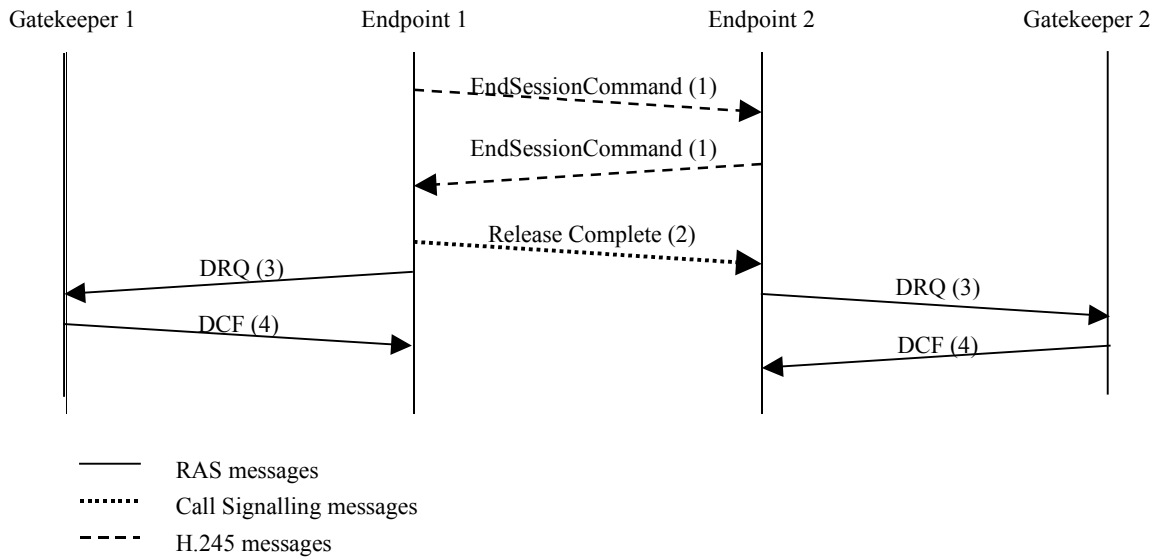 Gatekeeper 1
Endpoint 1
Endpoint 2
Gatekeeper 2
EndSessionCommand (1)
EndSessionCommand (1)
Release Complete (2)
DRQ (3)
DRQ (3)
DCF (4)
DCF (4)
RAS messages
Call Signalling messages
H.245 messages